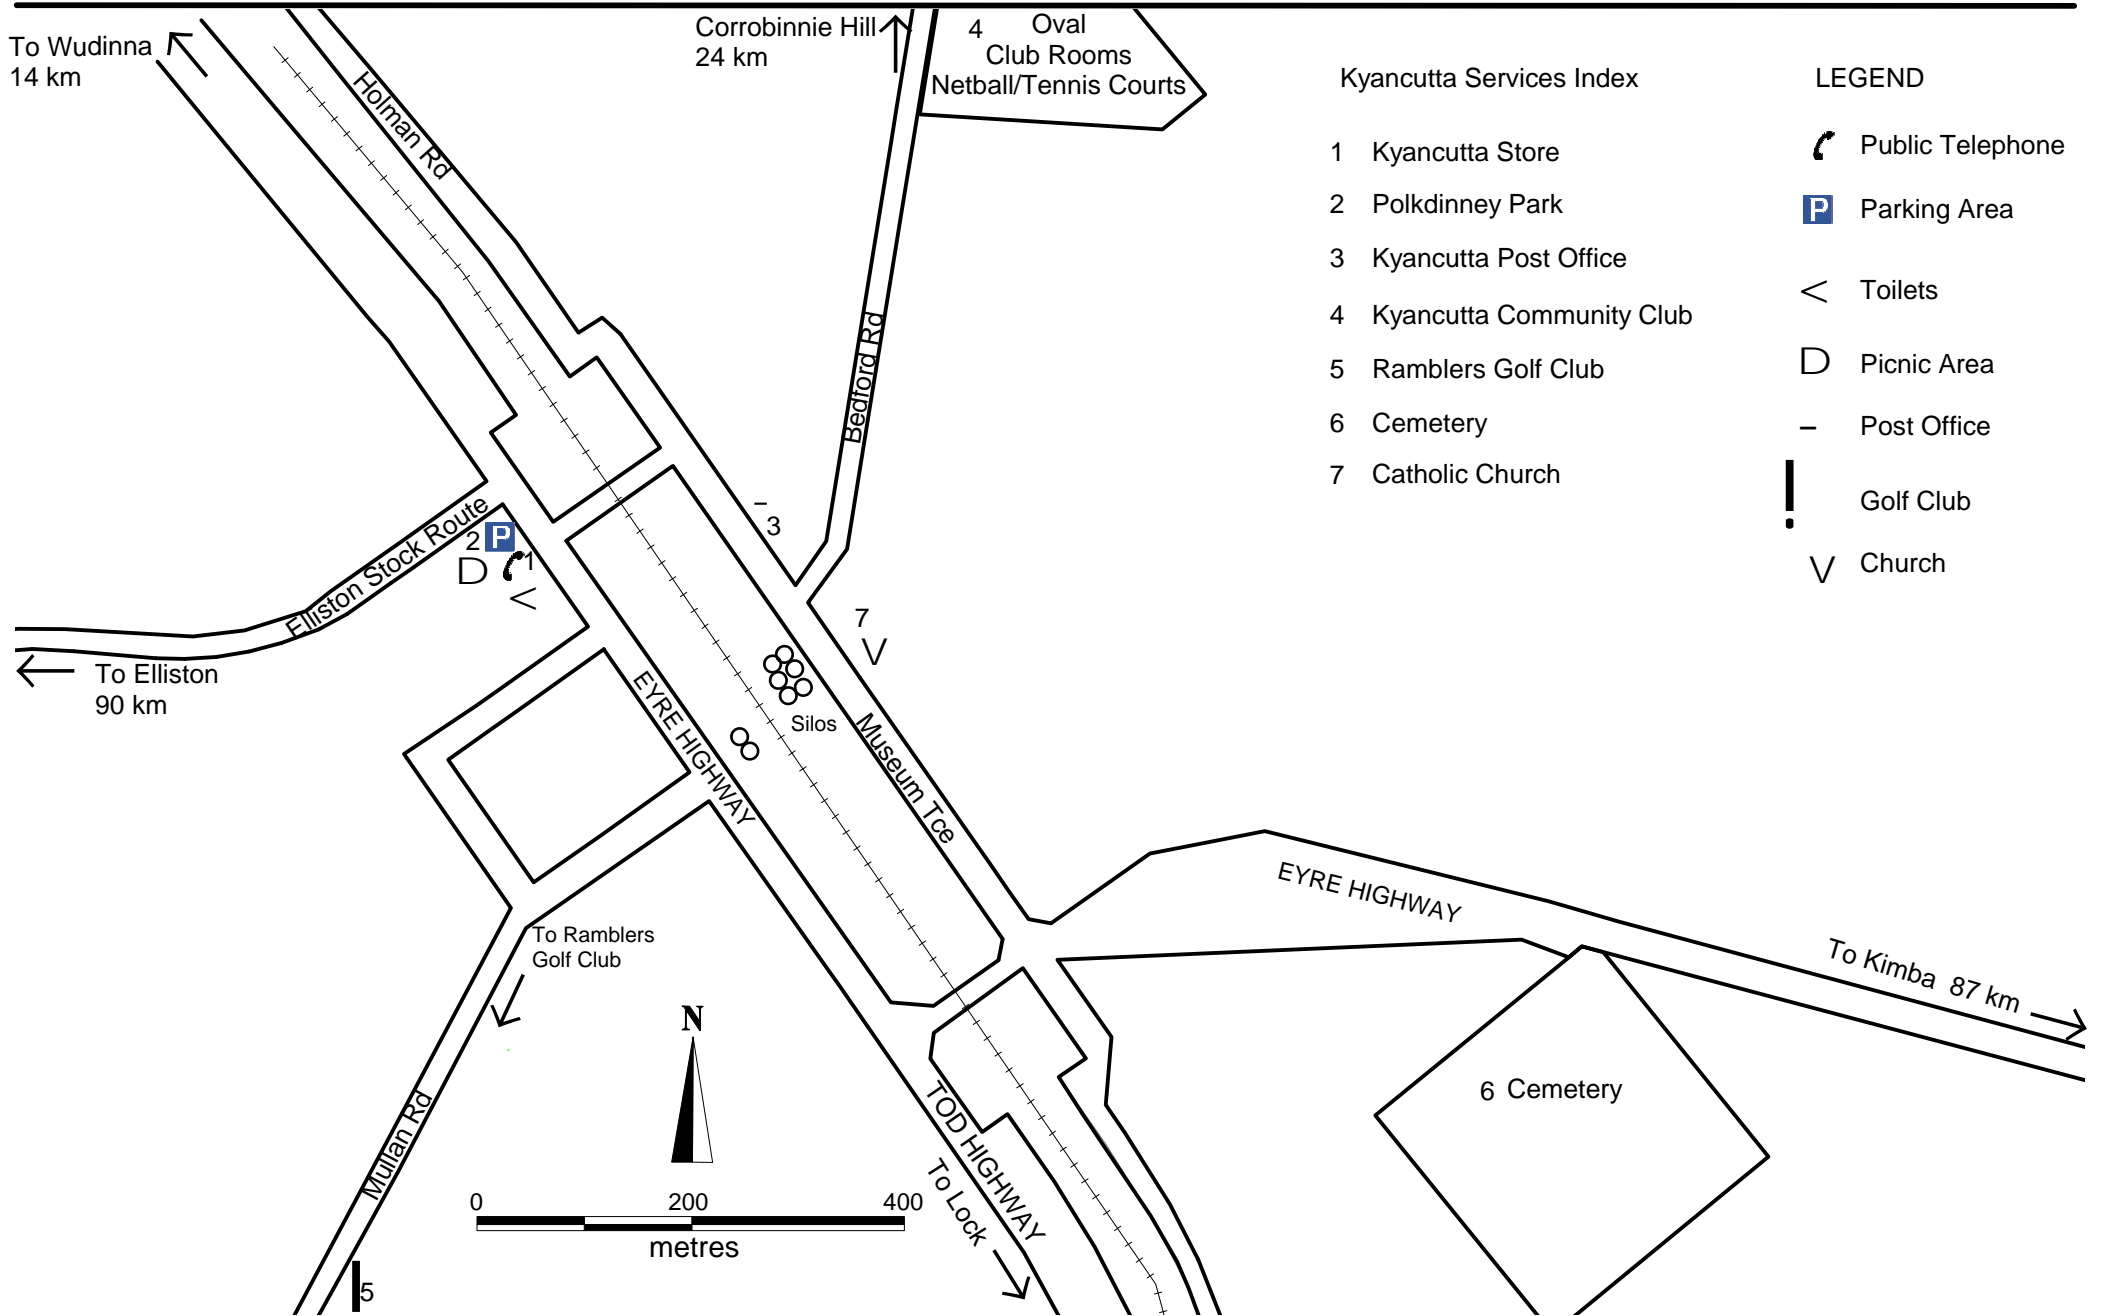 To Wudinna
14 km
Holman Rd
Corrobinnie Hill
24 km
4
Oval
Club Rooms
Netball/Tennis Courts
Kyancutta Services Index
1 Kyancutta Store
2 Polkdinney Park
3 Kyancutta Post Office
4 Kyancutta Community Club
5 Ramblers Golf Club
6 Cemetery
7 Catholic Church
LEGEND
Public Telephone
P Parking Area
< Toilets
D Picnic Area
– Post Office
Golf Club
V Church
Bedford Rd
–
3
Elliston Stock Route
2 P
D 1
<
To Elliston
90 km
7
V
EYRE HIGHWAY
Silos
Museum Tce
EYRE HIGHWAY
To Kimba 87 km
To Ramblers
Golf Club
N
6 Cemetery
Mullan Rd
TOD HIGHWAY
To Lock
0 200 400
metres
5